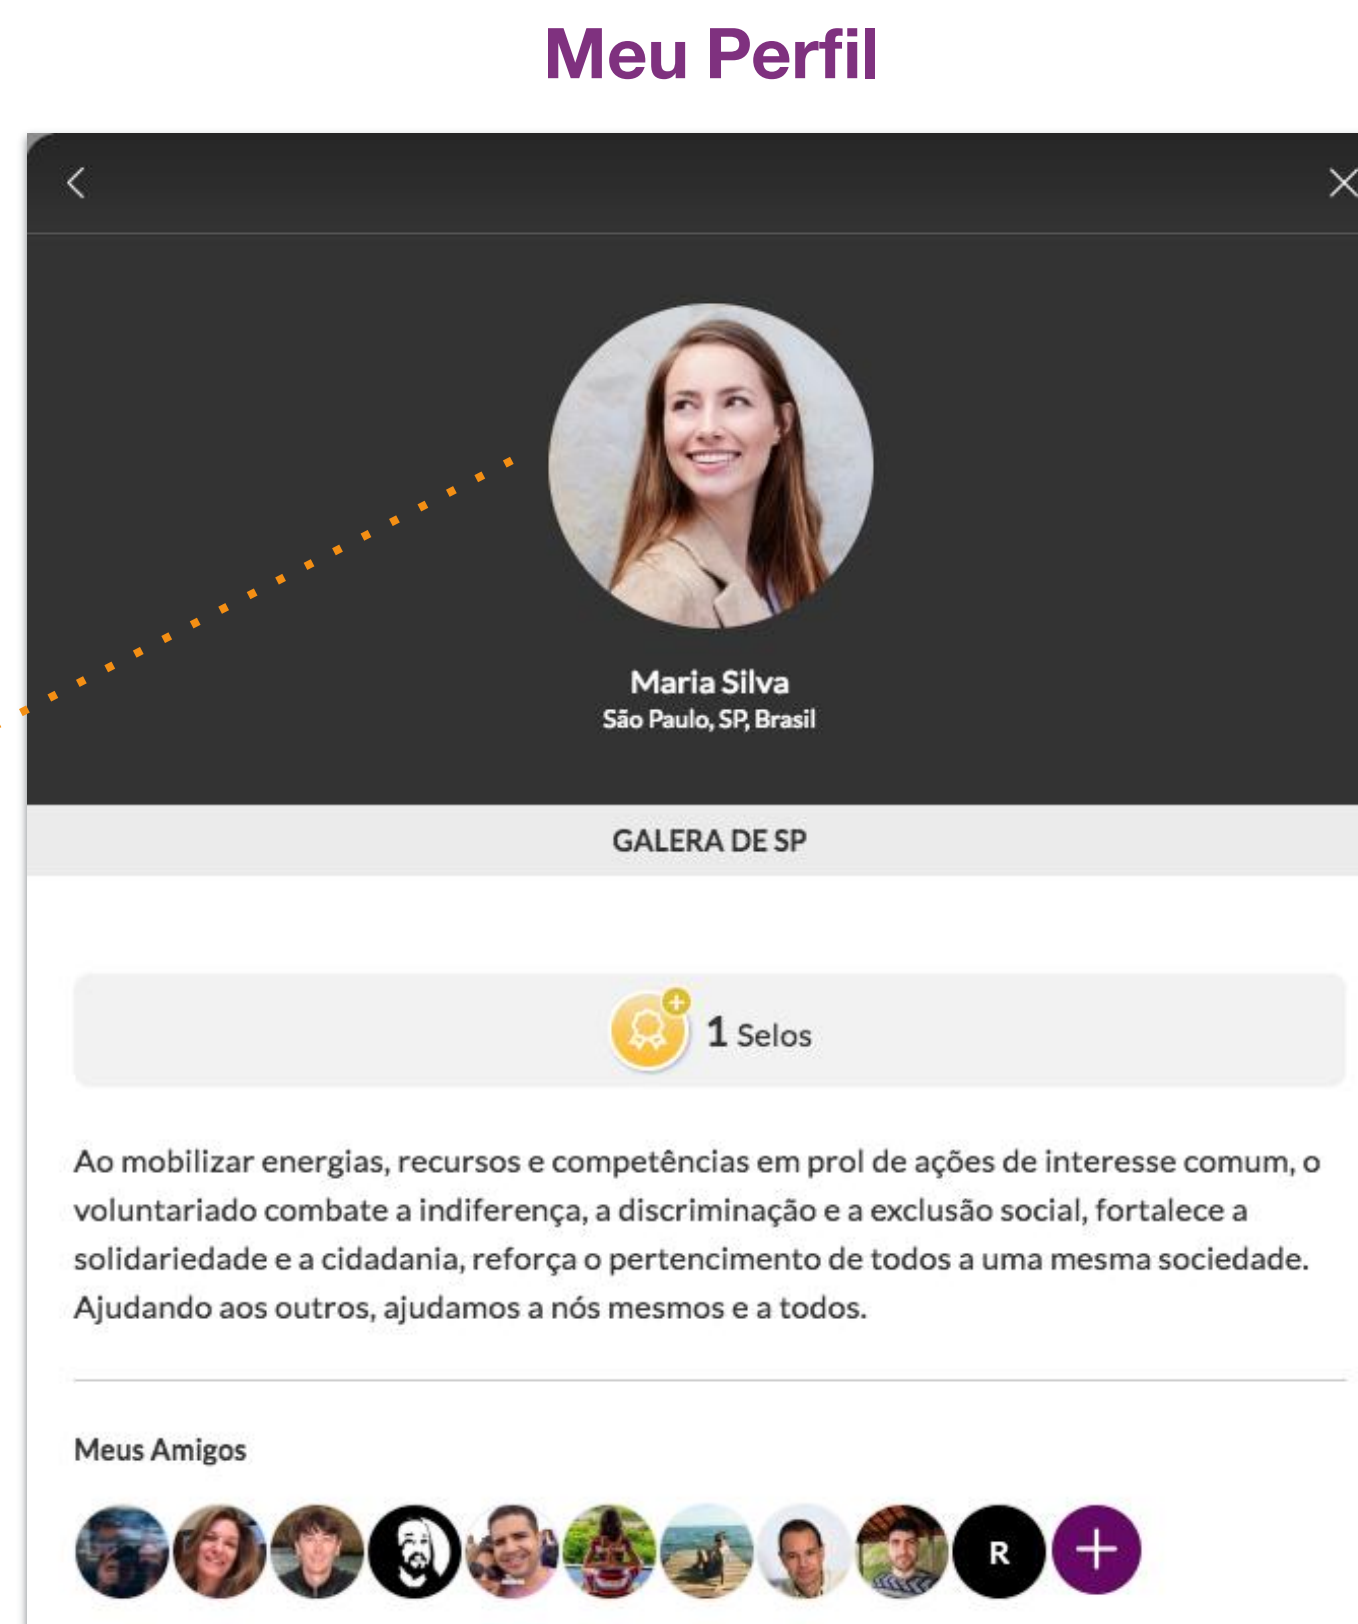 Meu Perfil
Maria Silva
São Paulo, SP, Brasil
GALERA DE SP
1 Selos
Ao mobilizar energias, recursos e competências em prol de ações de interesse comum, o
voluntariado combate a indiferença, a discriminação e a exclusão social, fortalece a
solidariedade e a cidadania, reforça o pertencimento de todos a uma mesma sociedade.
Ajudando aos outros, ajudamos a nós mesmos e a todos.
Meus Amigos
R